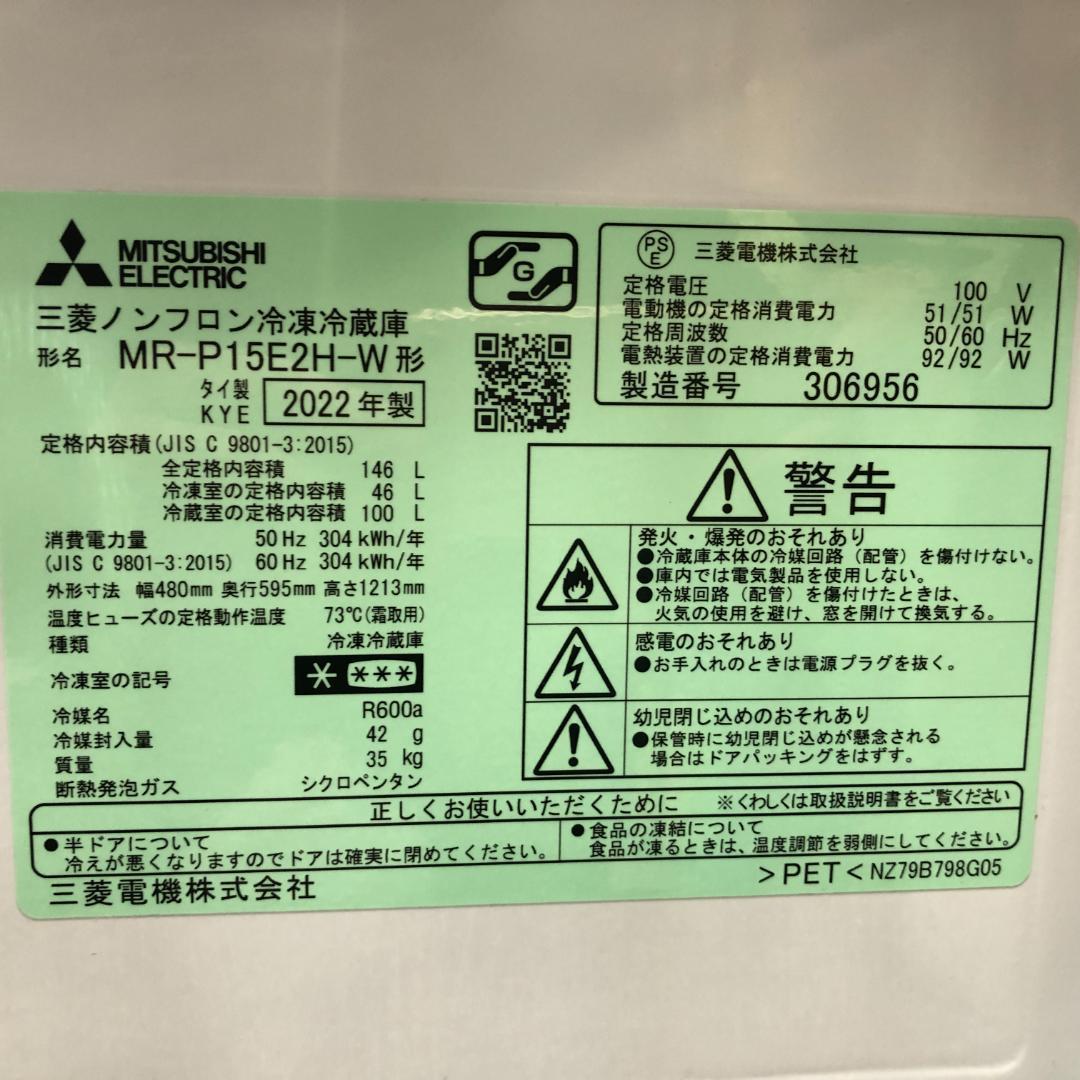 MITSUBISHI
ELECTRIC
三菱ノンフロン冷凍冷蔵庫
形名 MR-P15E2H-W形
タイ製
KYE 2022年製
定格内容積(JIS C 9801-3:2015)
全定格内容積 146 L
冷凍室の定格内容積 46 L
冷蔵室の定格内容積 100 L
消費電力量 50Hz 304kWh/年
(JIS C 9801-3:2015) 60Hz 304kWh/年
外形寸法 幅480mm 奥行595mm 高さ1213mm
温度ヒューズの定格動作温度 73℃(霜取用)
種類 冷凍冷蔵庫
冷凍室の記号 * ***
冷媒名 R600a
冷媒封入量 42 g
質量 35 kg
断熱発泡ガス シクロペンタン
G
PSE 三菱電機株式会社
定格電圧 100 V
電動機の定格消費電力 51/51 W
定格周波数 50/60 Hz
電熱装置の定格消費電力 92/92 W
製造番号 306956
警告
発火・爆発のおそれあり
●冷蔵庫本体の冷媒回路(配管)を傷付けない。
●庫内では電気製品を使用しない。
●冷媒回路(配管)を傷付けたときは、
火気の使用を避け、窓を開けて換気する。
感電のおそれあり
●お手入れのときは電源プラグを抜く。
幼児閉じ込めのおそれあり
●保管時に幼児閉じ込めが懸念される
場合はドアパッキングをはずす。
正しくお使いいただくために ※くわしくは取扱説明書をご覧ください
●半ドアについて
冷えが悪くなりますのでドアは確実に閉めてください。
●食品の凍結について
食品が凍るときは、温度調節を弱側にしてください。
三菱電機株式会社
>PET< NZ79B798G05